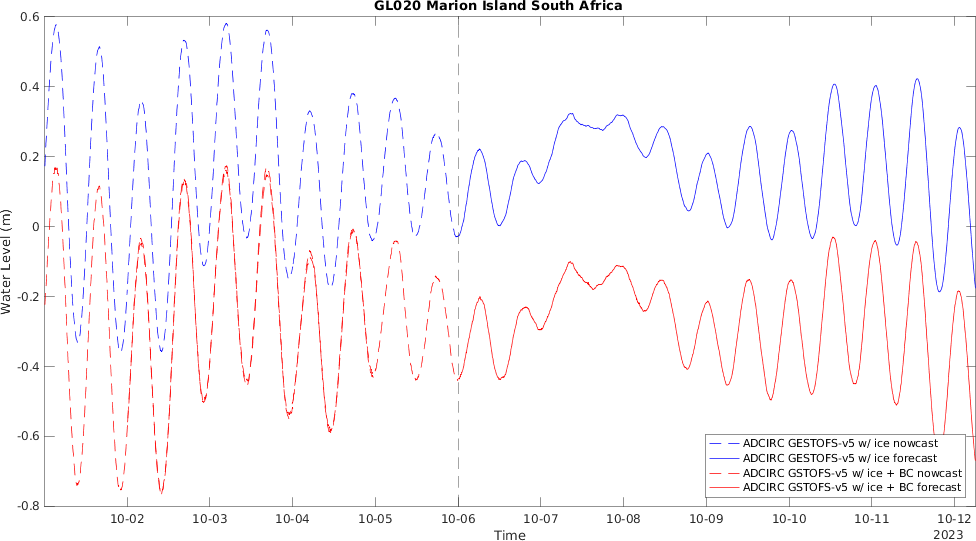 GL020 Marion Island South Africa
0.6
0.4
0.2
0
-0.2
-0.4
-0.6
-0.8
Water Level (m)
ADCIRC GESTOFS-v5 w/ ice nowcast
ADCIRC GESTOFS-v5 w/ ice forecast
ADCIRC GSTOFS-v5 w/ ice + BC nowcast
ADCIRC GSTOFS-v5 w/ ice + BC forecast
10-02 10-03 10-04 10-05 10-06 10-07 10-08 10-09 10-10 10-11 10-12
Time 2023